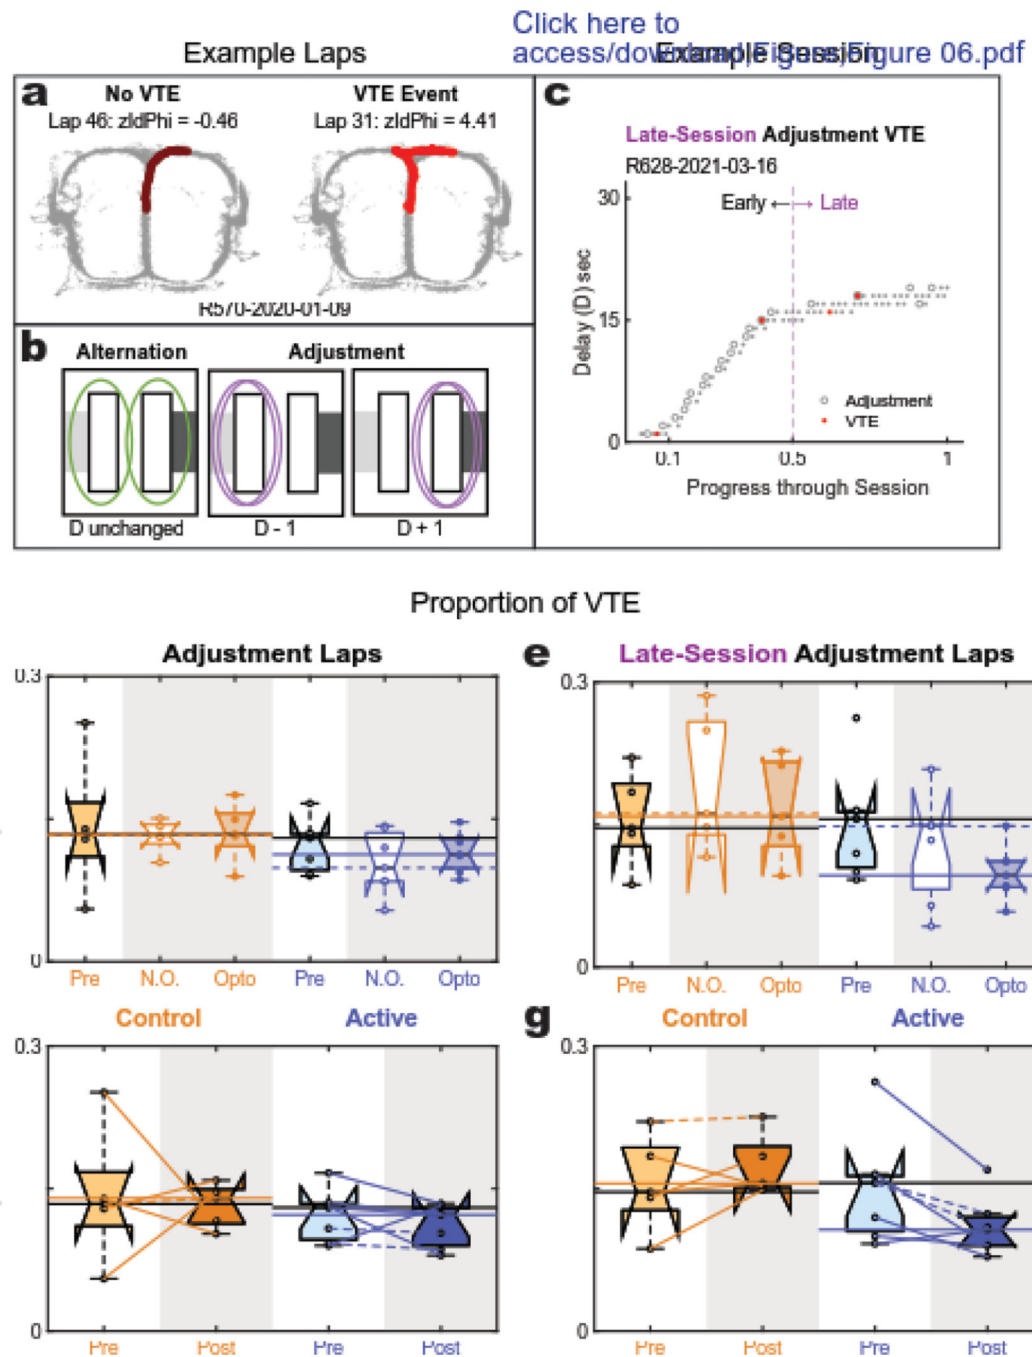 Click here to
access/download;Figure;Figure 06.pdf
Example Laps
Example Session
a
No VTE
VTE Event
Lap 46: zIdPhi = -0.46
Lap 31: zIdPhi = 4.41
R570-2020-01-09
b
Alternation
Adjustment
D unchanged
D - 1
D + 1
c
Late-Session Adjustment VTE
R628-2021-03-16
Early
Late
30
15
0
Delay (D) sec
Adjustment
VTE
0.1
0.5
1
Progress through Session
Proportion of VTE
Adjustment Laps
0.3
0
Pre
N.O.
Opto
Pre
N.O.
Opto
e
Late-Session Adjustment Laps
0.3
0
Pre
N.O.
Opto
Pre
N.O.
Opto
Control
Active
0.3
0
Pre
Post
Pre
Post
g
Control
Active
0.3
0
Pre
Post
Pre
Post